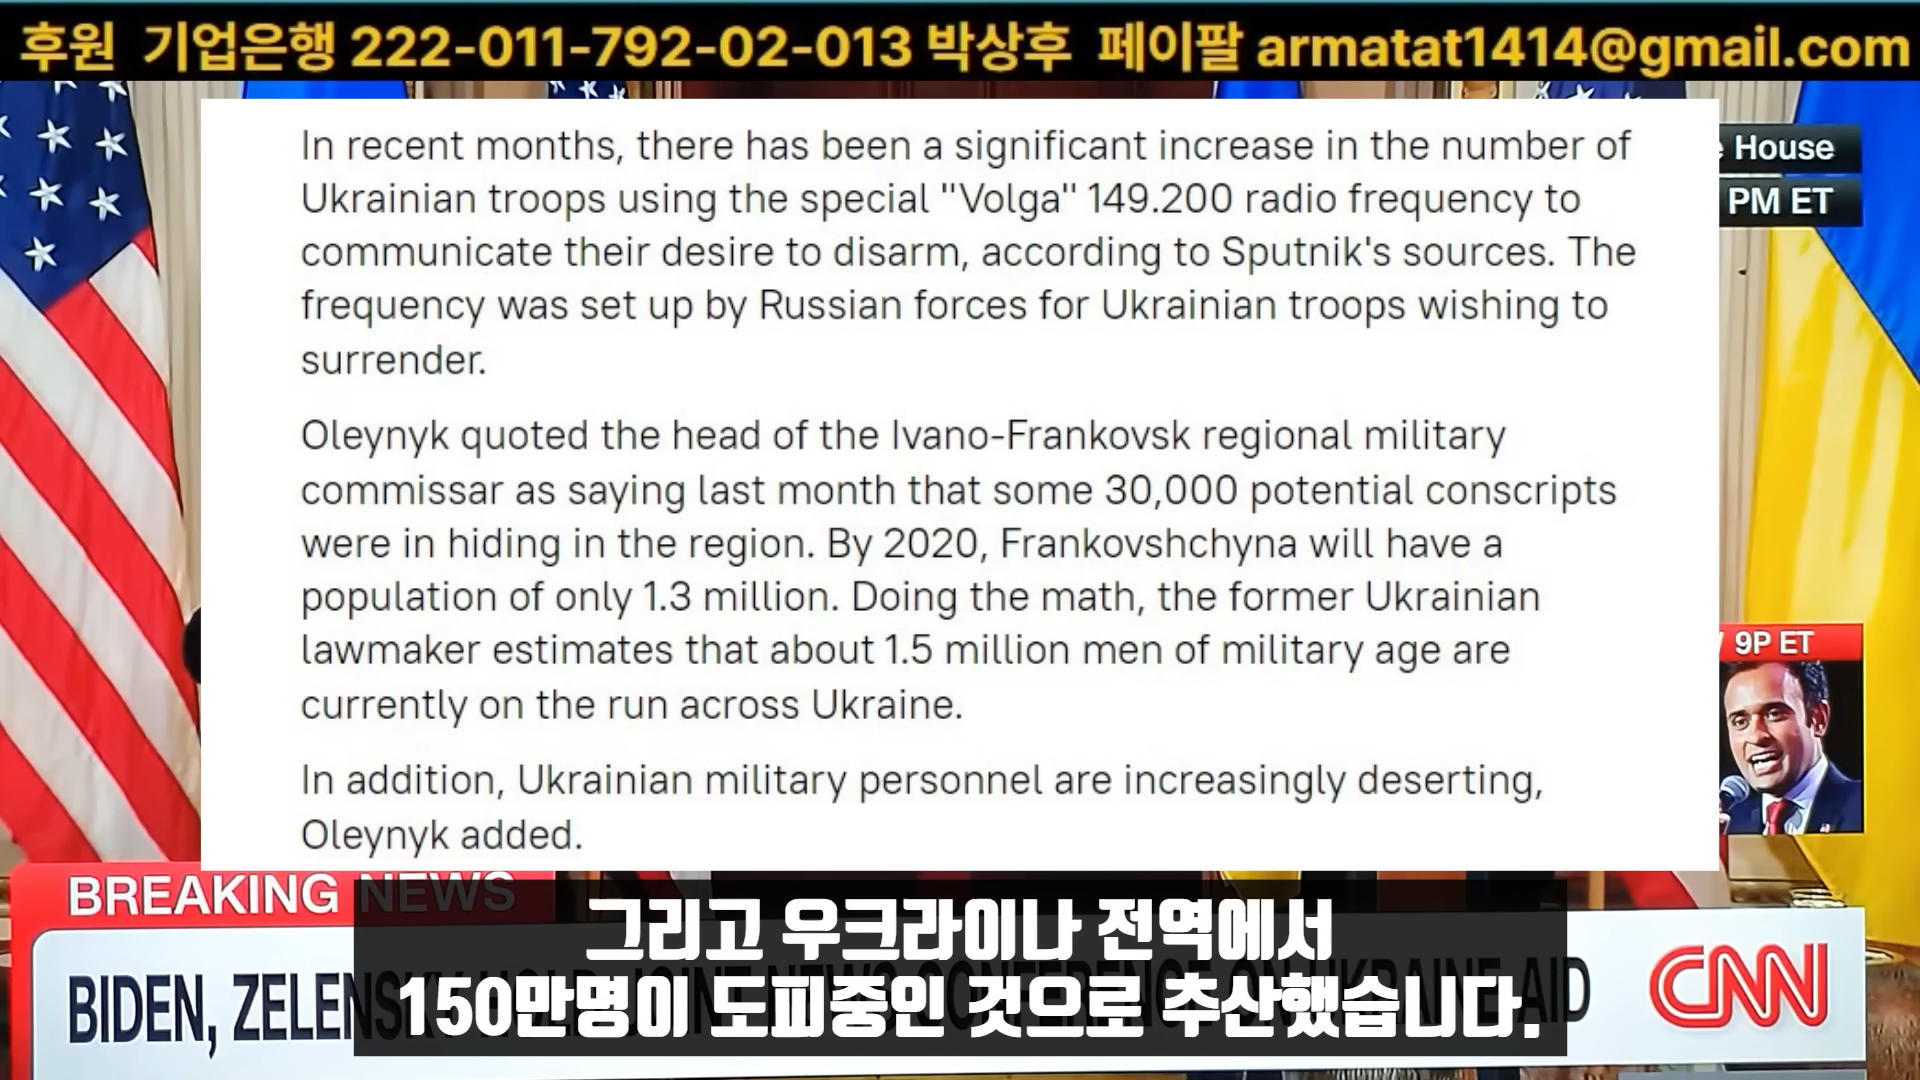 후원 기업은행 222-011-792-02-013 박상후 페이팔 armatat1414@gmail.com
House
PM ET
In recent months, there has been a significant increase in the number of
Ukrainian troops using the special "Volga" 149.200 radio frequency to
communicate their desire to disarm, according to Sputnik's sources. The
frequency was set up by Russian forces for Ukrainian troops wishing to
surrender.
Oleynyk quoted the head of the Ivano-Frankovsk regional military
commissar as saying last month that some 30,000 potential conscripts
were in hiding in the region. By 2020, Frankovshchyna will have a
population of only 1.3 million. Doing the math, the former Ukrainian
lawmaker estimates that about 1.5 million men of military age are
currently on the run across Ukraine.
In addition, Ukrainian military personnel are increasingly deserting,
Oleynyk added.
9P ET
BREAKING NEWS
BIDEN, ZELENSKY HOLD JOINT NEWS CONFERENCE ON UKRAINE AID
CNN
그리고 우크라이나 전역에서
150만명이 도피중인 것으로 추산했습니다.